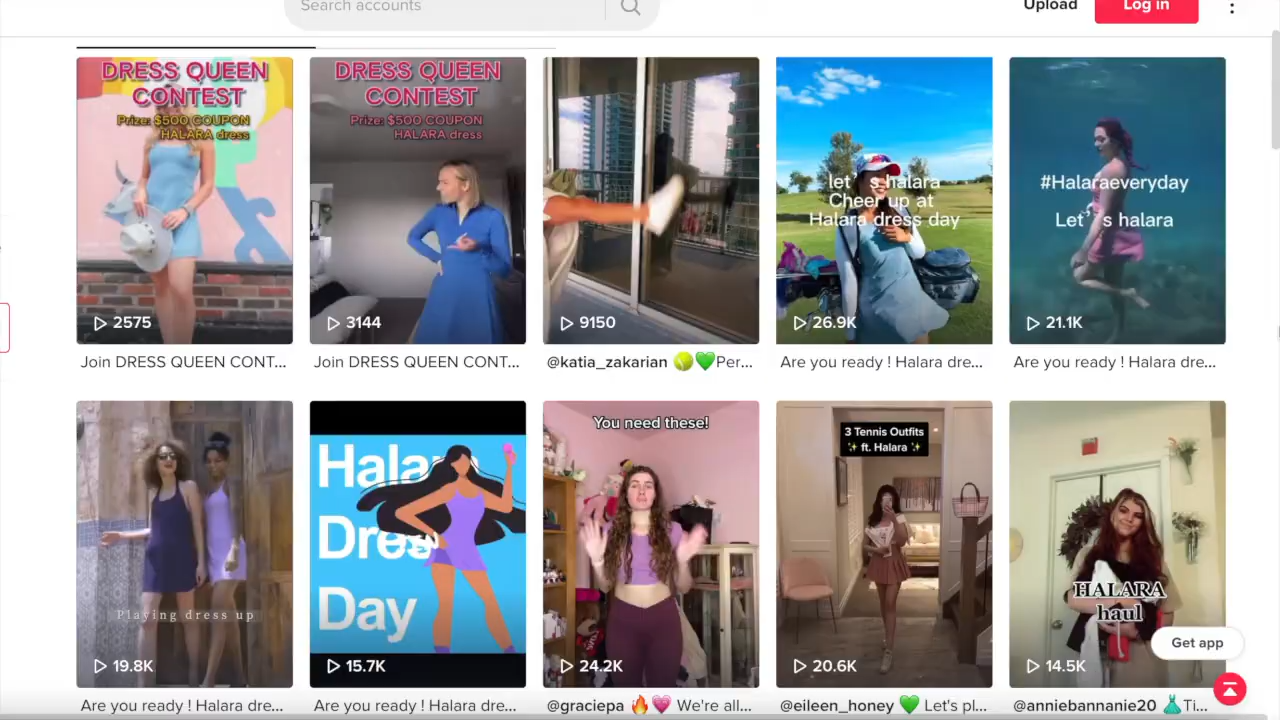 Search accounts
Upload
Log in
DRESS QUEEN
CONTEST
Prize: $500 COUPON
HALARA dress
2575
Join DRESS QUEEN CONT...
DRESS QUEEN
CONTEST
Prize: $500 COUPON
HALARA dress
3144
Join DRESS QUEEN CONT...
9150
@katia_zakarian 🎾💚Per...
let's halara
Cheer up at
Halara dress day
26.9K
Are you ready ! Halara dre...
#Halaraeveryday
Let's halara
21.1K
Are you ready ! Halara dre...
Playing dress up
19.8K
Are you ready ! Halara dre...
Day
15.7K
Are you ready ! Halara dre...
You need these!
24.2K
@graciepa 🔥💗 We're all...
3 Tennis Outfits
✨ ft. Halara ✨
20.6K
@eileen_honey 💚 Let's pl...
HALARA
haul
14.5K
@anniebannanie20 👗Ti...
Get app